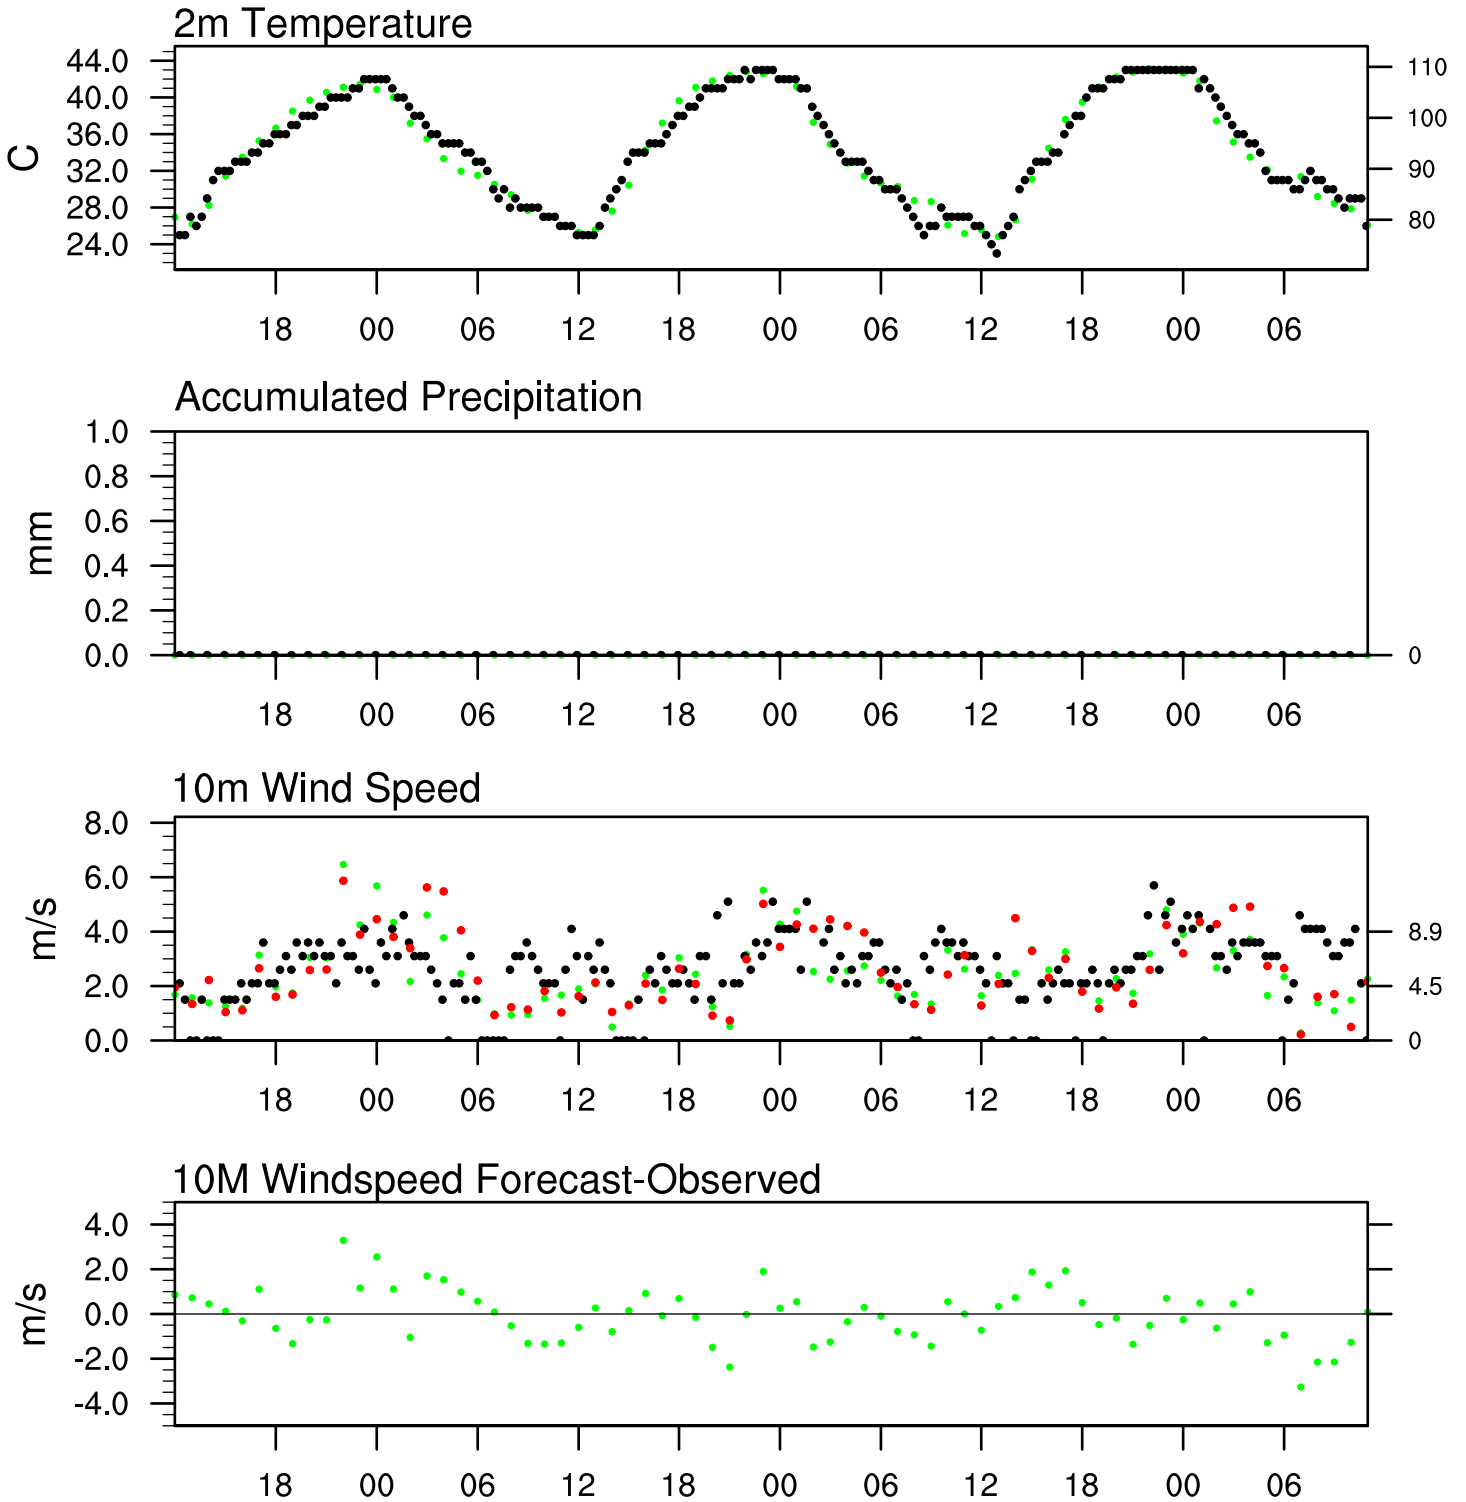 2m Temperature
44.0
40.0
36.0
32.0
28.0
24.0
C
110
100
90
80
18 00 06 12 18 00 06 12 18 00 06
Accumulated Precipitation
1.0
0.8
0.6
0.4
0.2
0.0
mm
0
18 00 06 12 18 00 06 12 18 00 06
10m Wind Speed
8.0
6.0
4.0
2.0
0.0
m/s
8.9
4.5
0
18 00 06 12 18 00 06 12 18 00 06
10M Windspeed Forecast-Observed
4.0
2.0
0.0
-2.0
-4.0
m/s
18 00 06 12 18 00 06 12 18 00 06